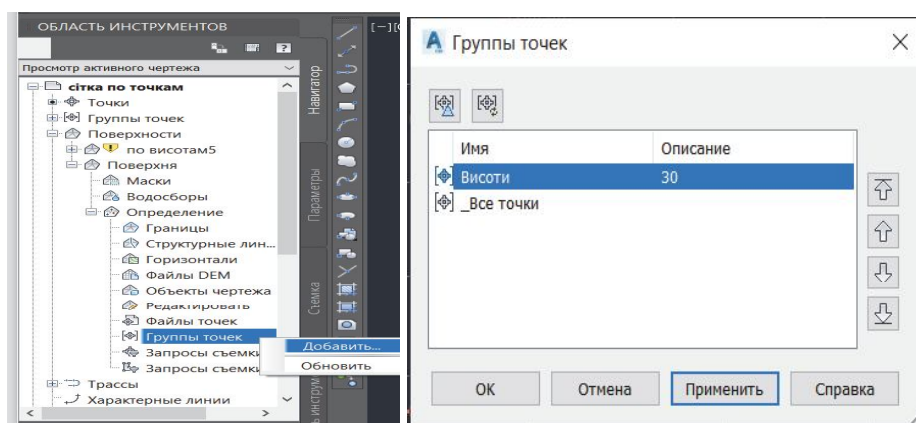 ОБЛАСТЬ ИНСТРУМЕНТОВ
Просмотр активного чертежа
сітка по точкам
Точки
Группы точек
Поверхности
по висотам5
Поверхня
Маски
Водосборы
Определение
Границы
Структурные лин...
Горизонтали
Файлы DEM
Объекты чертежа
Редактировать
Файлы точек
Группы точек
Запросы съемки
Запросы съемки
Трассы
Характерные линии
Добавить...
Обновить
Навигатор
Параметры
Съемка
[−]
Группы точек
Имя Описание
Висоти 30
_Все точки
ОК Отмена Применить Справка